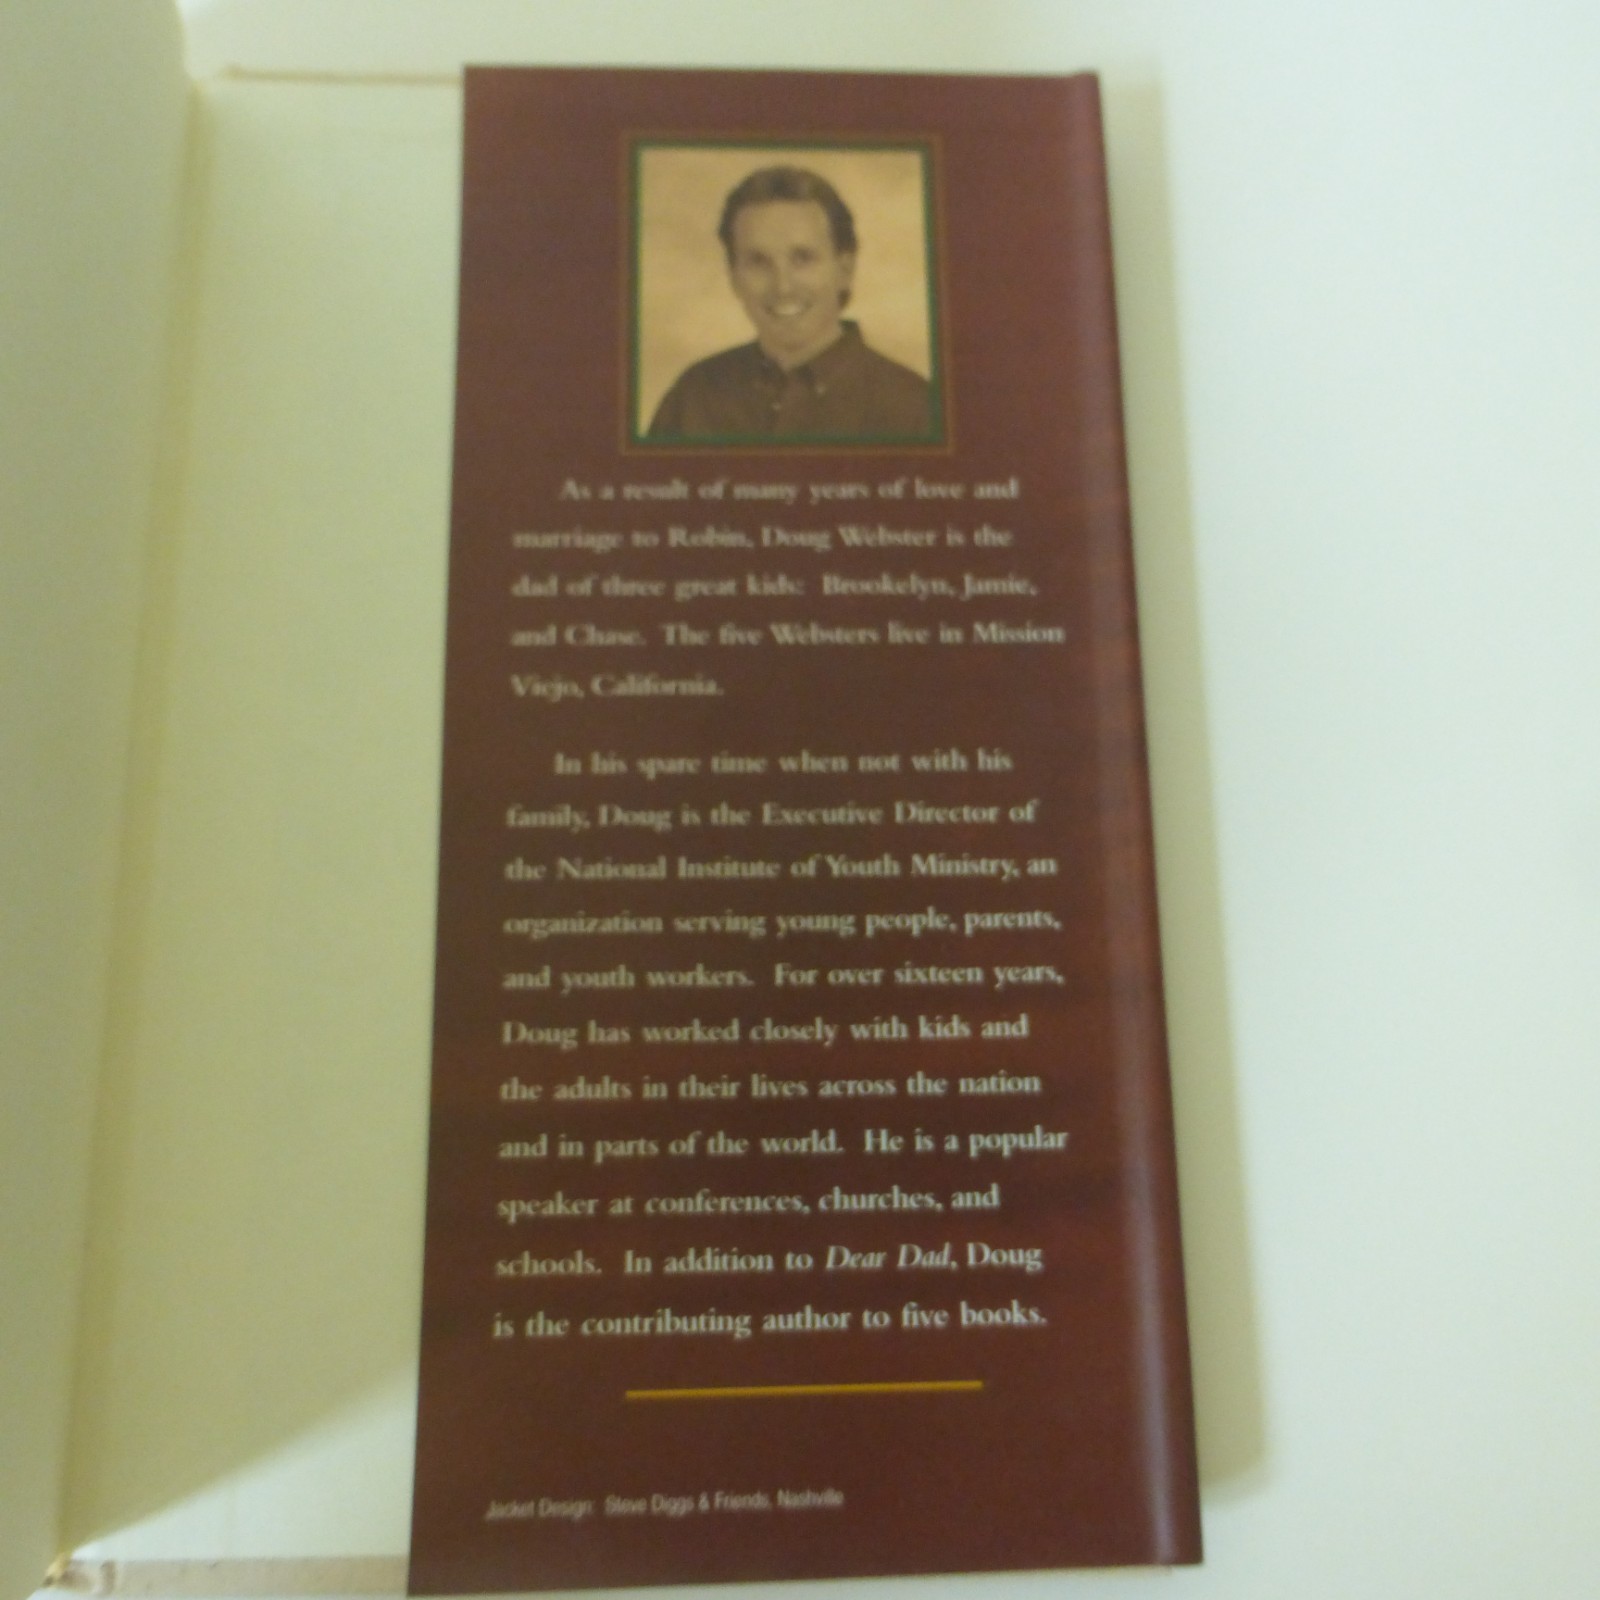 As a result of many years of love and
marriage to Robin, Doug Webster is the
dad of three great kids: Brookelyn, Jamie,
and Chase. The five Websters live in Mission
Viejo, California.
In his spare time when not with his
family, Doug is the Executive Director of
the National Institute of Youth Ministry, an
organization serving young people, parents,
and youth workers. For over sixteen years,
Doug has worked closely with kids and
the adults in their lives across the nation
and in parts of the world. He is a popular
speaker at conferences, churches, and
schools. In addition to Dear Dad, Doug
is the contributing author to five books.
Jacket Design: Steve Diggs & Friends, Nashville